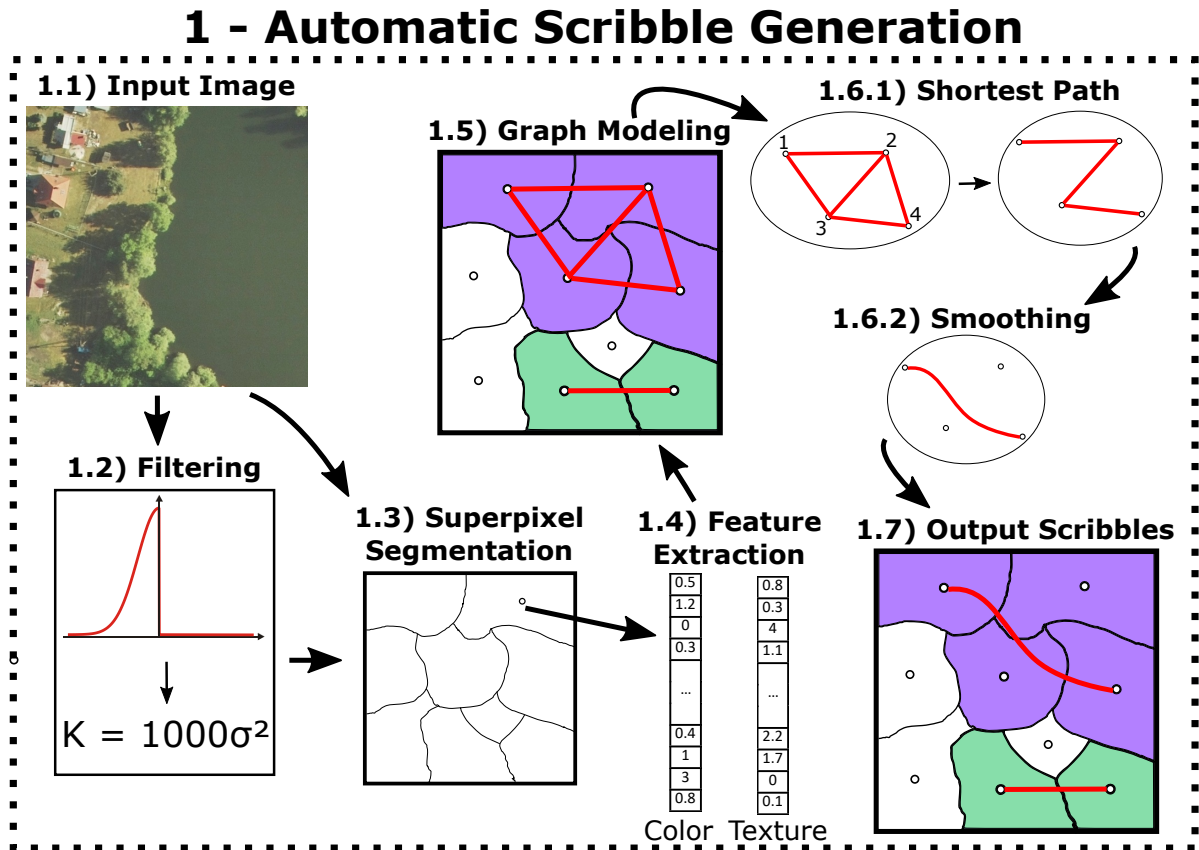 1 - Automatic Scribble Generation
1.1) Input Image
1.2) Filtering
K = 1000σ²
1.3) Superpixel
Segmentation
1.4) Feature
Extraction
0.5
1.2
0
0.3
...
0.4
1
3
0.8
Color
0.8
0.3
4
1.1
...
2.2
1.7
0
0.1
Texture
1.5) Graph Modeling
1.6.1) Shortest Path
1
2
3
4
1.6.2) Smoothing
1.7) Output Scribbles